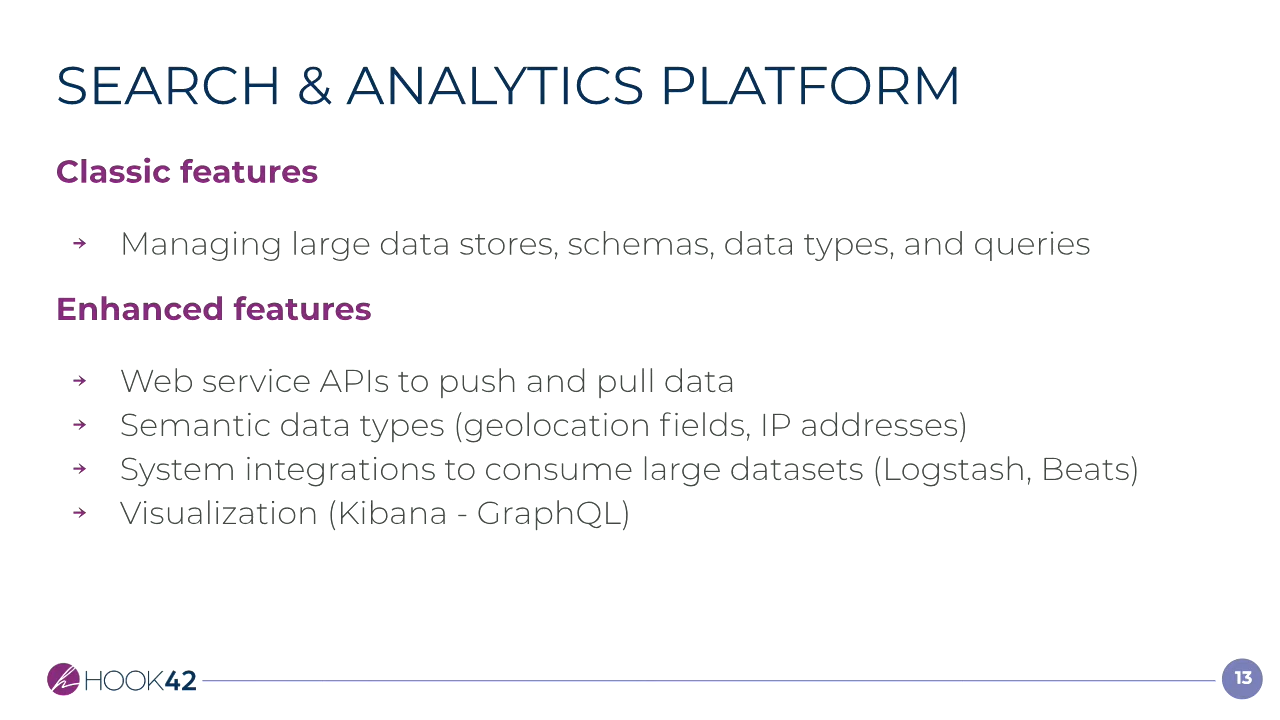 SEARCH & ANALYTICS PLATFORM
Classic features
→ Managing large data stores, schemas, data types, and queries
Enhanced features
→ Web service APIs to push and pull data
→ Semantic data types (geolocation fields, IP addresses)
→ System integrations to consume large datasets (Logstash, Beats)
→ Visualization (Kibana - GraphQL)
HOOK42
13